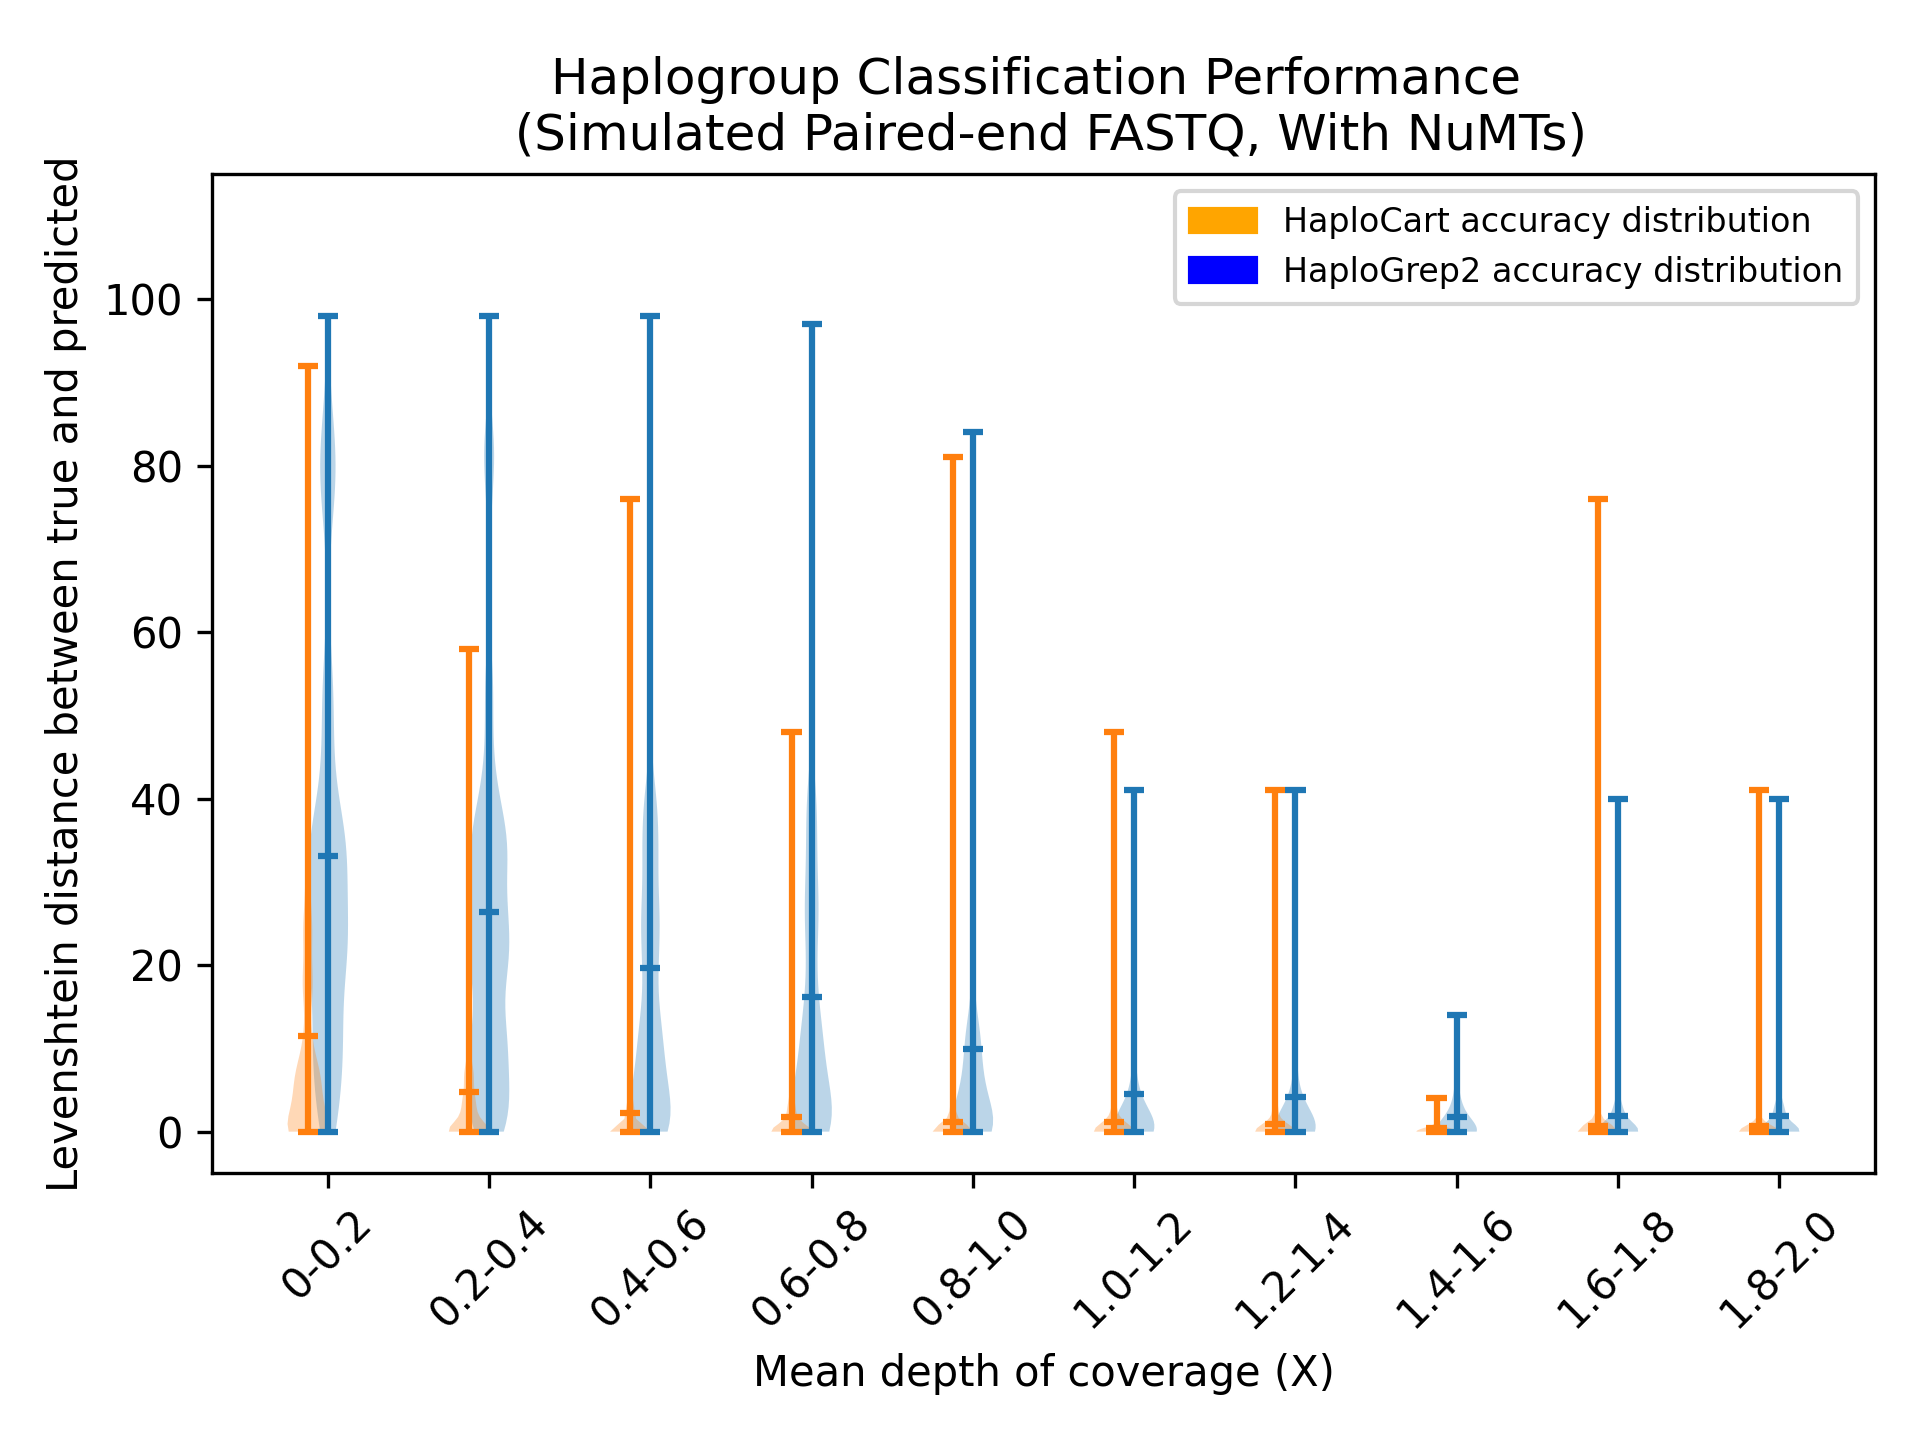 Haplogroup Classification Performance
(Simulated Paired-end FASTQ, With NuMTs)
HaploCart accuracy distribution
HaploGrep2 accuracy distribution
Levenshtein distance between true and predicted
100
80
60
40
20
0
0-0.2
0.2-0.4
0.4-0.6
0.6-0.8
0.8-1.0
1.0-1.2
1.2-1.4
1.4-1.6
1.6-1.8
1.8-2.0
Mean depth of coverage (X)